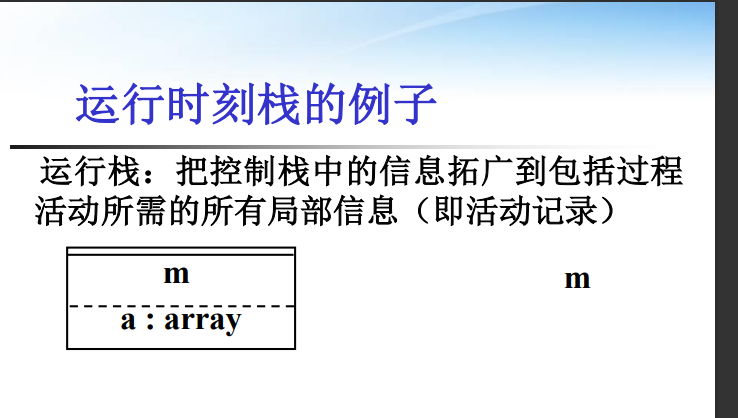 运行时刻栈的例子
运行栈：把控制栈中的信息拓广到包括过程
活动所需的所有局部信息（即活动记录）
m
m
a : array